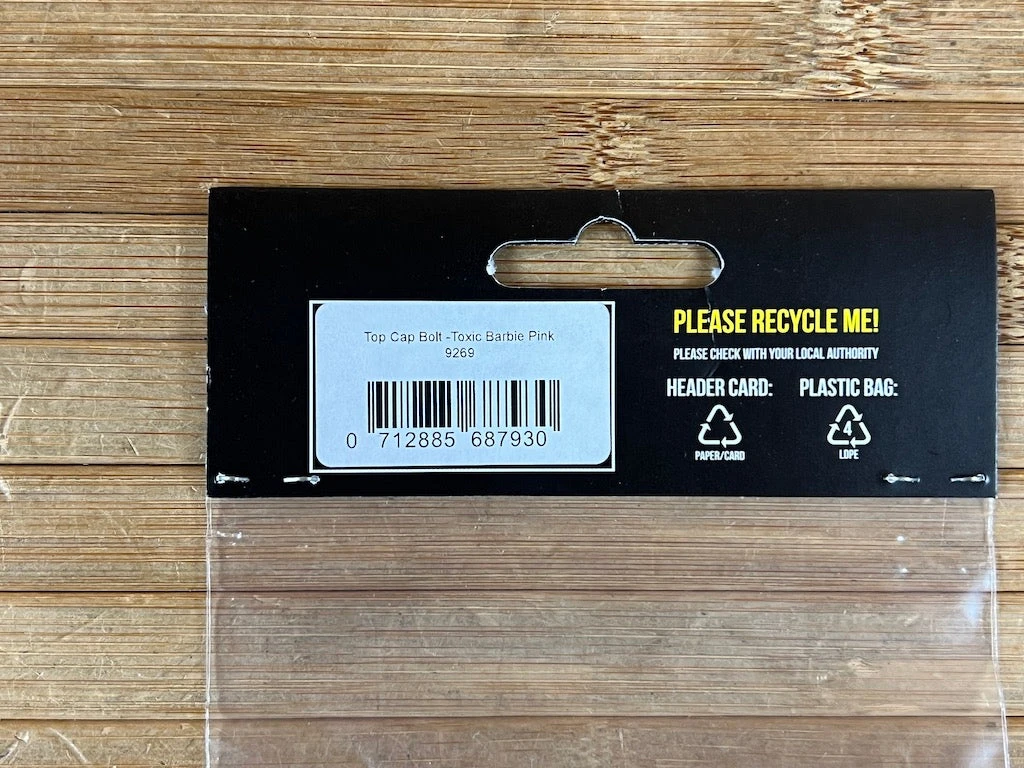 Top Cap Bolt -Toxic Barbie Pink
9269
0 712885 687930
PLEASE RECYCLE ME!
PLEASE CHECK WITH YOUR LOCAL AUTHORITY
HEADER CARD: PLASTIC BAG:
4
PAPER/CARD LDPE